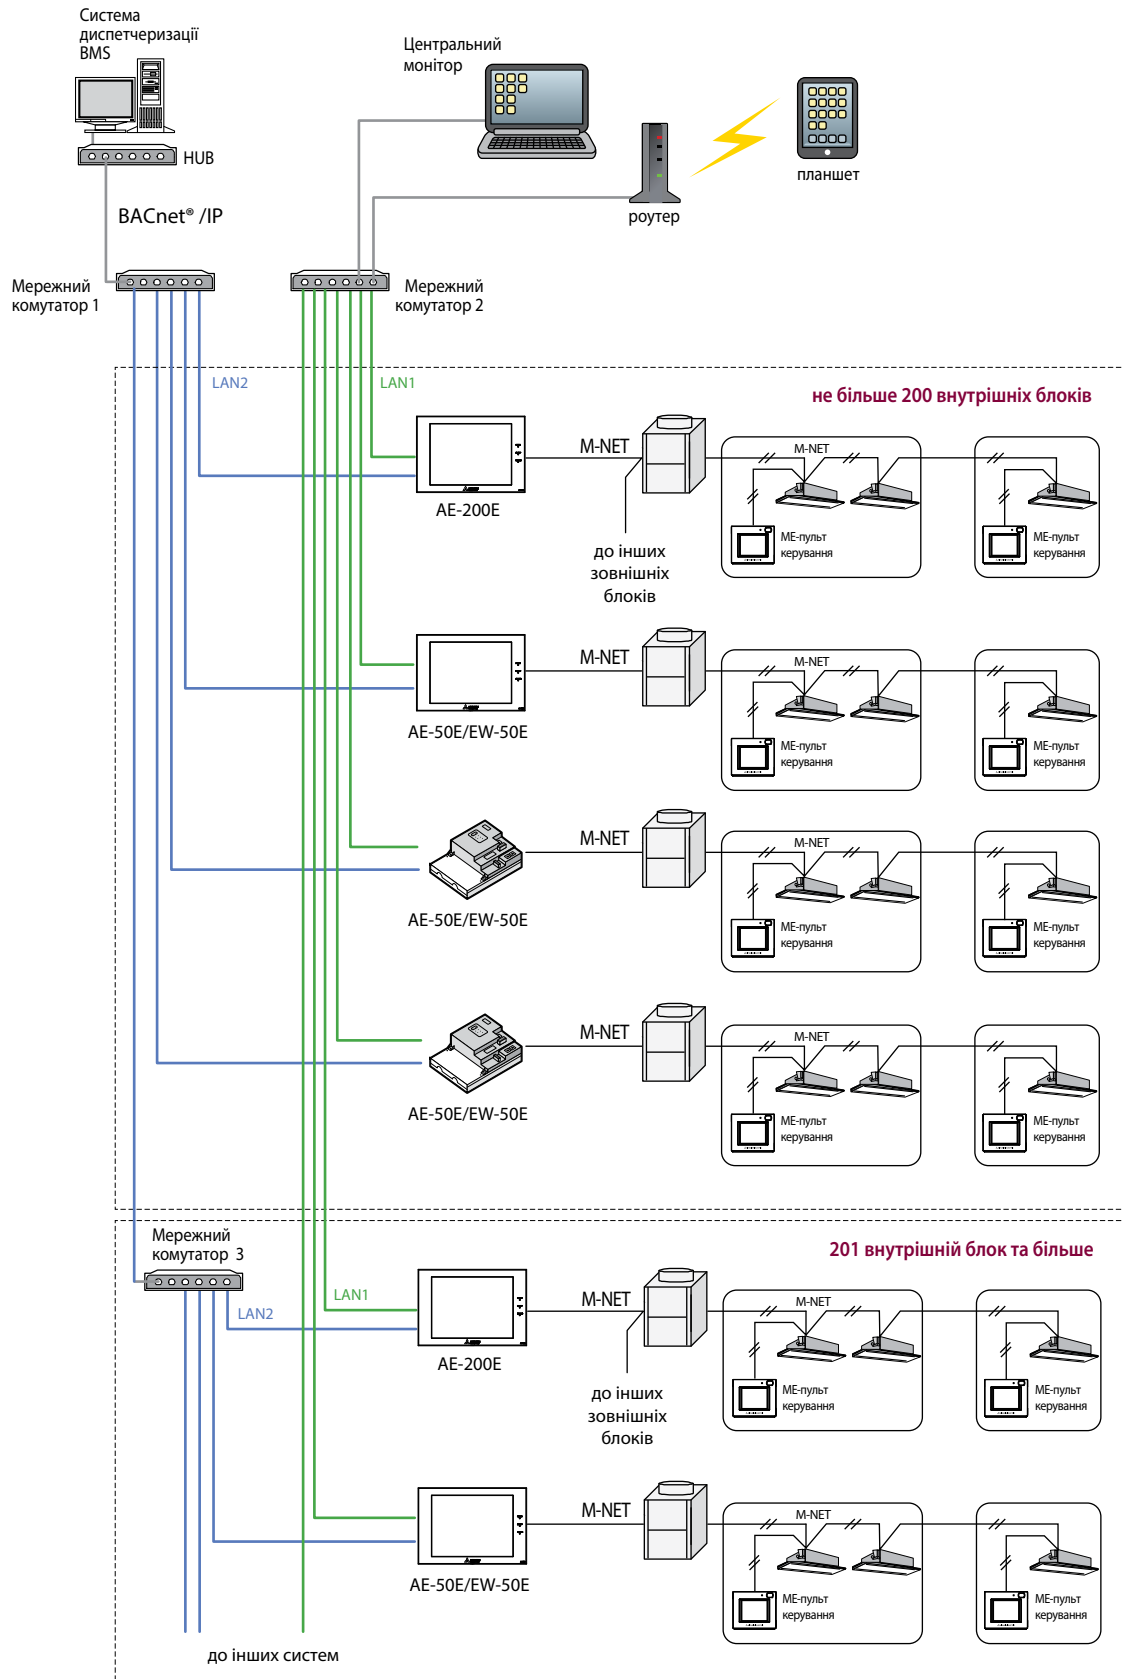 Система
диспетчеризації
BMS
HUB
BACnet® /IP
Центральний
монітор
роутер
планшет
Мережний
комутатор 1
Мережний
комутатор 2
LAN2
LAN1
не більше 200 внутрішніх блоків
AE-200E
M-NET
до інших
зовнішніх
блоків
M-NET
ME-пульт
керування
ME-пульт
керування
AE-50E/EW-50E
M-NET
M-NET
ME-пульт
керування
ME-пульт
керування
AE-50E/EW-50E
M-NET
M-NET
ME-пульт
керування
ME-пульт
керування
AE-50E/EW-50E
M-NET
M-NET
ME-пульт
керування
ME-пульт
керування
Мережний
комутатор 3
201 внутрішній блок та більше
LAN2
LAN1
AE-200E
M-NET
до інших
зовнішніх
блоків
M-NET
ME-пульт
керування
ME-пульт
керування
AE-50E/EW-50E
M-NET
M-NET
ME-пульт
керування
ME-пульт
керування
до інших систем